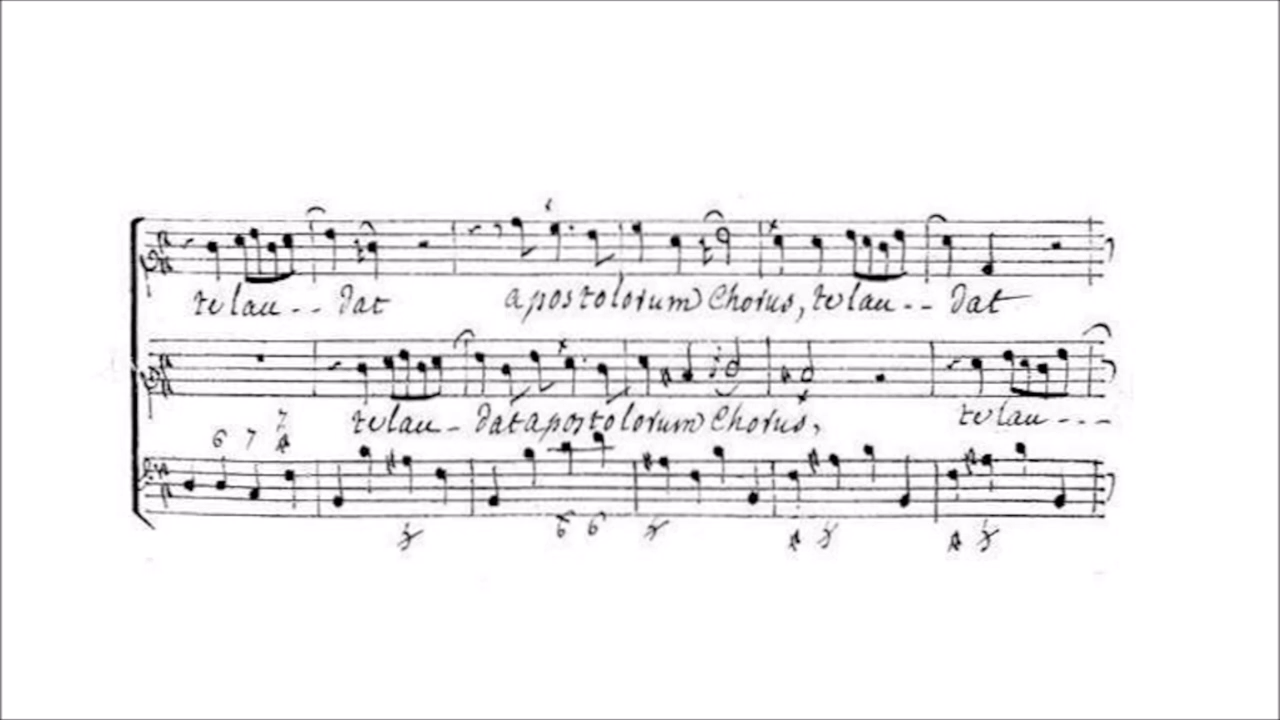 te lau - - dat apostolorum Chorus, te lau - - dat
te lau - dat apostolorum Chorus, te lau - - -
6 7 7
6 6